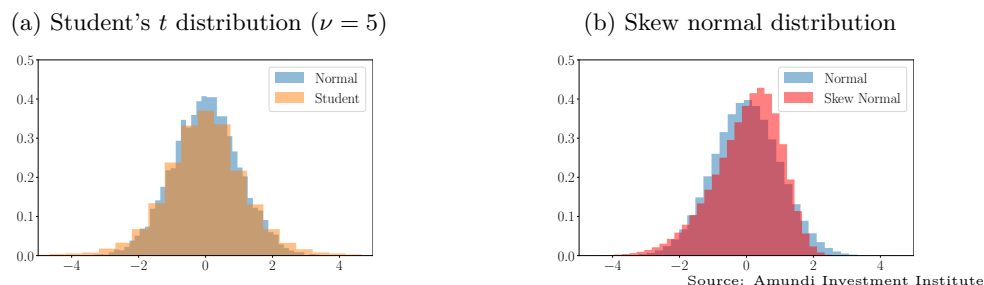 (a) Student's t distribution (ν = 5)
0.5
0.4
0.3
0.2
0.1
0.0
−4 −2 0 2 4
Normal
Student
(b) Skew normal distribution
0.5
0.4
0.3
0.2
0.1
0.0
−4 −2 0 2 4
Normal
Skew Normal
Source: Amundi Investment Institute